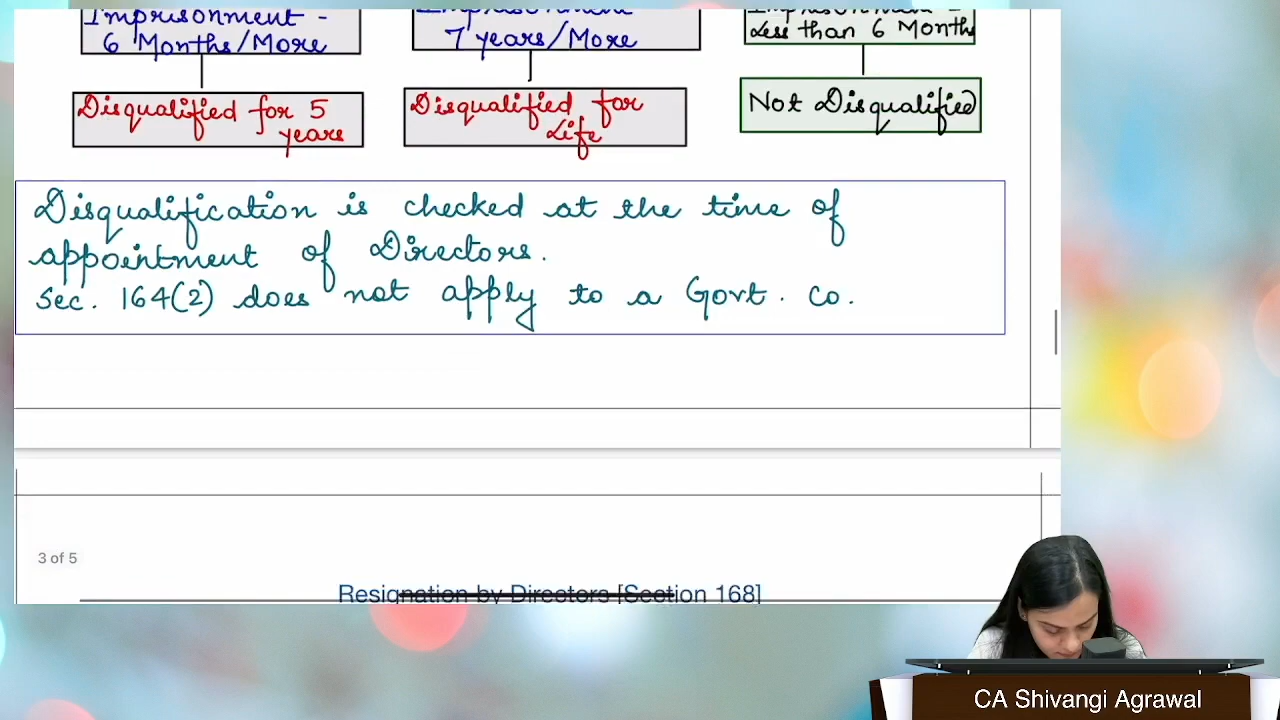 Imprisonment -
6 Months/More
Disqualified for 5
years
7 years/More
Disqualified for
Life
Less than 6 Months
Not Disqualified
Disqualification is checked at the time of
appointment of Directors.
Sec. 164(2) does not apply to a Govt. co.
3 of 5
Resignation by Directors [Section 168]
CA Shivangi Agrawal